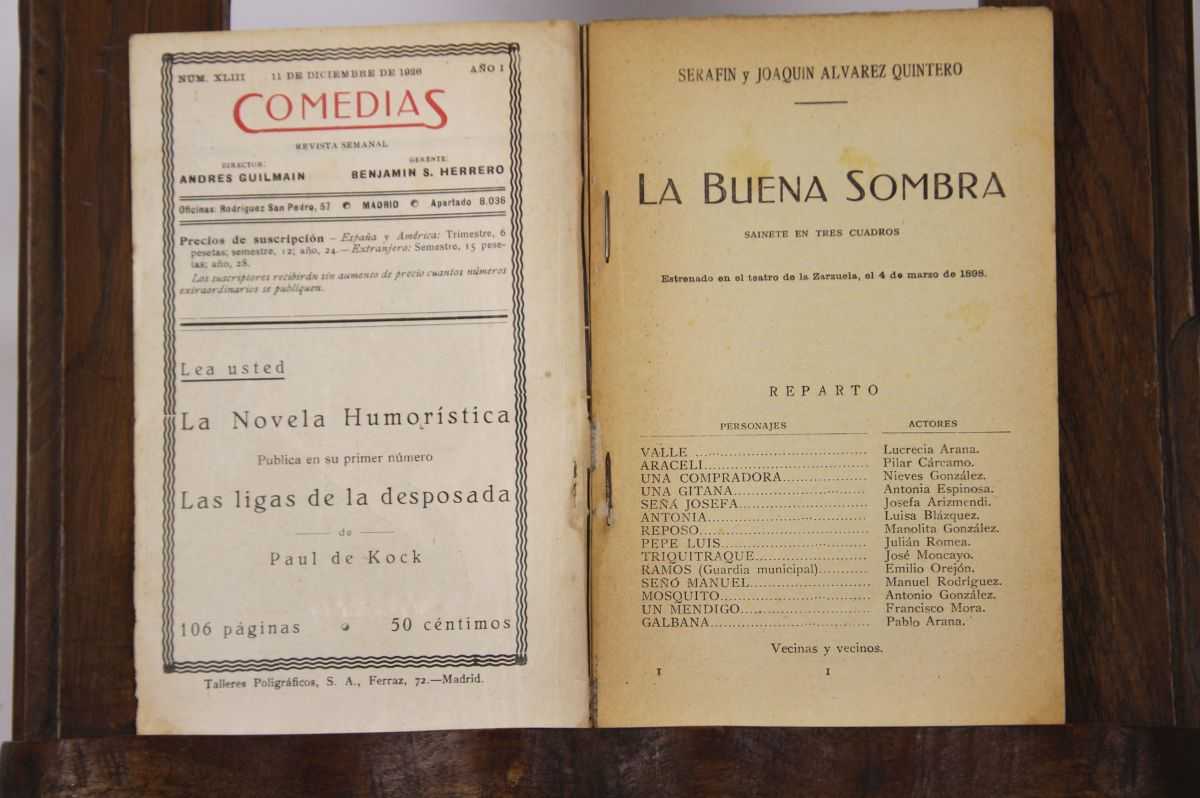 NÚM. XLIII 11 DE DICIEMBRE DE 1926 AÑO I
COMEDIAS
REVISTA SEMANAL
DIRECTOR: GERENTE:
ANDRES GUILMAIN BENJAMIN S. HERRERO
Oficinas: Rodríguez San Pedro, 57 MADRID Apartado 8.036
Precios de suscripción – España y América: Trimestre, 6
pesetas; semestre, 12; año, 24.—Extranjero: Semestre, 15 pese-
tas; año, 28.
Los suscriptores recibirán sin aumento de precio cuantos números
extraordinarios se publiquen.
Lea usted
La Novela Humorística
Publica en su primer número
Las ligas de la desposada
de
Paul de Kock
106 páginas 50 céntimos
Talleres Poligráficos, S. A., Ferraz, 72.—Madrid.
SERAFIN y JOAQUIN ALVAREZ QUINTERO
LA BUENA SOMBRA
SAINETE EN TRES CUADROS
Estrenado en el teatro de la Zarzuela, el 4 de marzo de 1898.
REPARTO
PERSONAJES ACTORES
VALLE ........ Lucrecia Arana.
ARACELI........ Pilar Cárcamo.
UNA COMPRADORA........ Nieves González.
UNA GITANA........ Antonia Espinosa.
SEÑÁ JOSEFA........ Josefa Arizmendi.
ANTONIA........ Luisa Blázquez.
REPOSO........ Manolita González.
PEPE LUIS........ Julián Romea.
TRIQUITRAQUE........ José Moncayo.
RAMOS (Guardia municipal)........ Emilio Orejón.
SEÑÓ MANUEL........ Manuel Rodríguez.
MOSQUITO........ Antonio González.
UN MENDIGO........ Francisco Mora.
GALBANA........ Pablo Arana.
Vecinas y vecinos.
I I